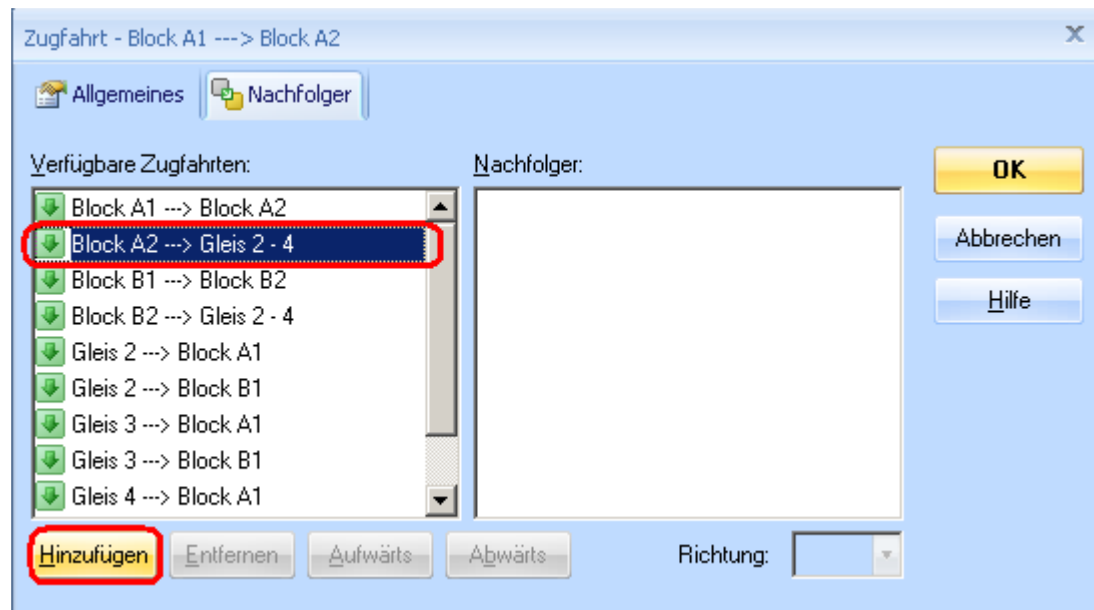 Zugfahrt - Block A1 ---> Block A2
Allgemeines
Nachfolger
Verfügbare Zugfahrten:
Nachfolger:
Block A1 ---> Block A2
Block A2 ---> Gleis 2 - 4
Block B1 ---> Block B2
Block B2 ---> Gleis 2 - 4
Gleis 2 ---> Block A1
Gleis 2 ---> Block B1
Gleis 3 ---> Block A1
Gleis 3 ---> Block B1
Gleis 4 ---> Block A1
OK
Abbrechen
Hilfe
Hinzufügen
Entfernen
Aufwärts
Abwärts
Richtung: